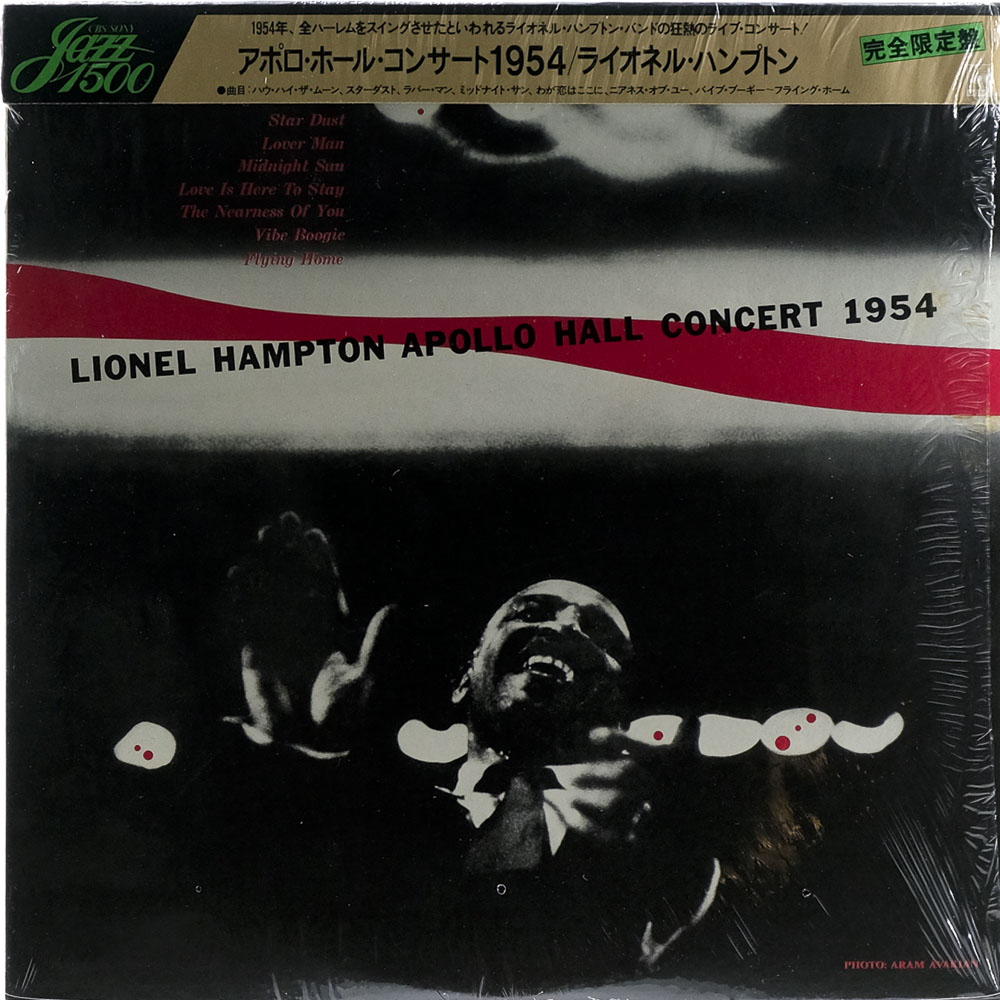 CBS/SONY
Jazz
1500
1954年、全ハーレムをスイングさせたといわれるライオネル・ハンプトン・バンドの狂熱のライブ・コンサート!
アポロ・ホール・コンサート1954/ライオネル・ハンプトン
●曲目:ハウ・ハイ・ザ・ムーン、スターダスト、ラバー・マン、ミッドナイト・サン、わが恋はここに、ニアネス・オブ・ユー、バイブ・ブーギー〜フライング・ホーム
完全限定盤
Star Dust
Lover Man
Midnight Sun
Love Is Here To Stay
The Nearness Of You
Vibe Boogie
Flying Home
LIONEL HAMPTON APOLLO HALL CONCERT 1954
PHOTO: ARAM AVAKIAN